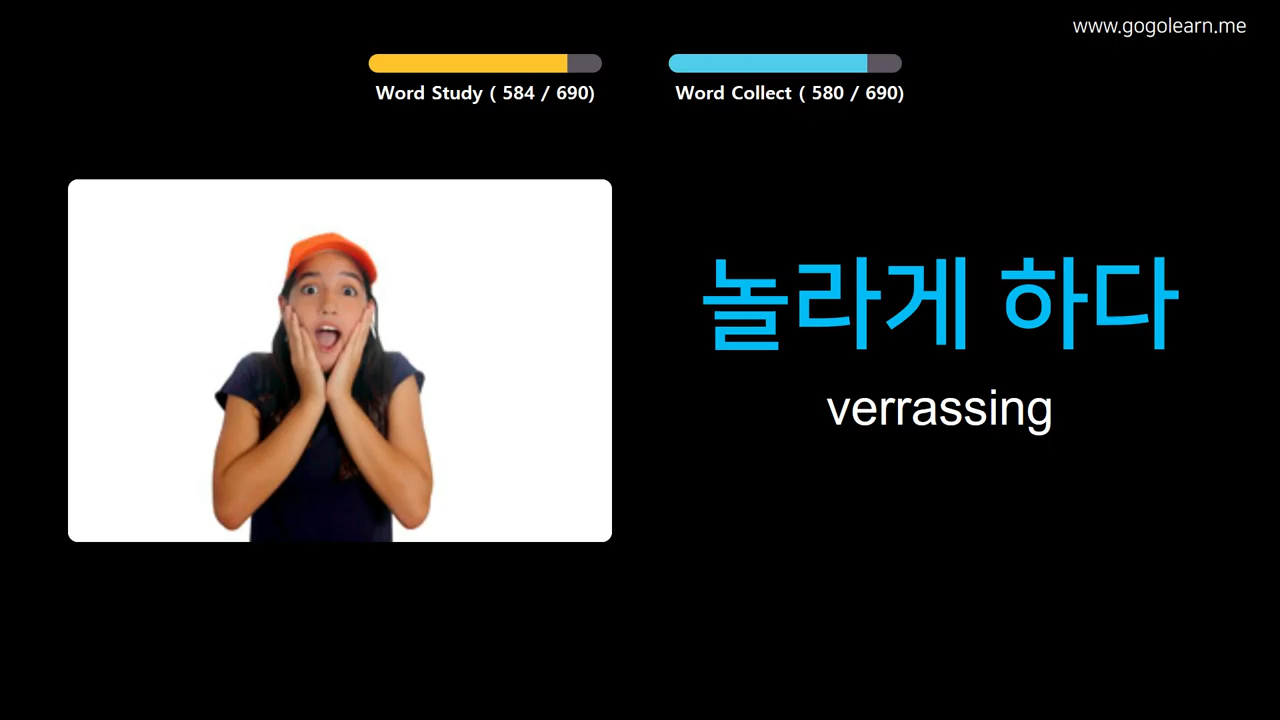 www.gogolearn.me
Word Study ( 584 / 690)
Word Collect ( 580 / 690)
놀라게 하다
verrassing